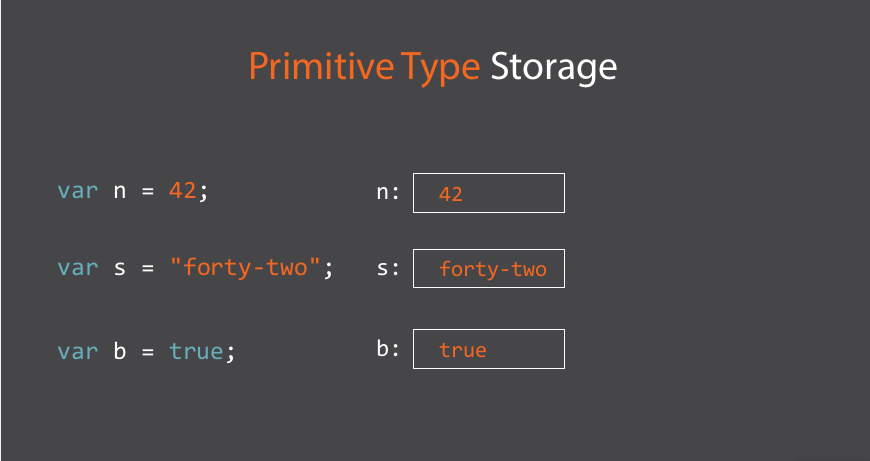 Primitive Type Storage
var n = 42; n: 42
var s = "forty-two"; s: forty-two
var b = true; b: true